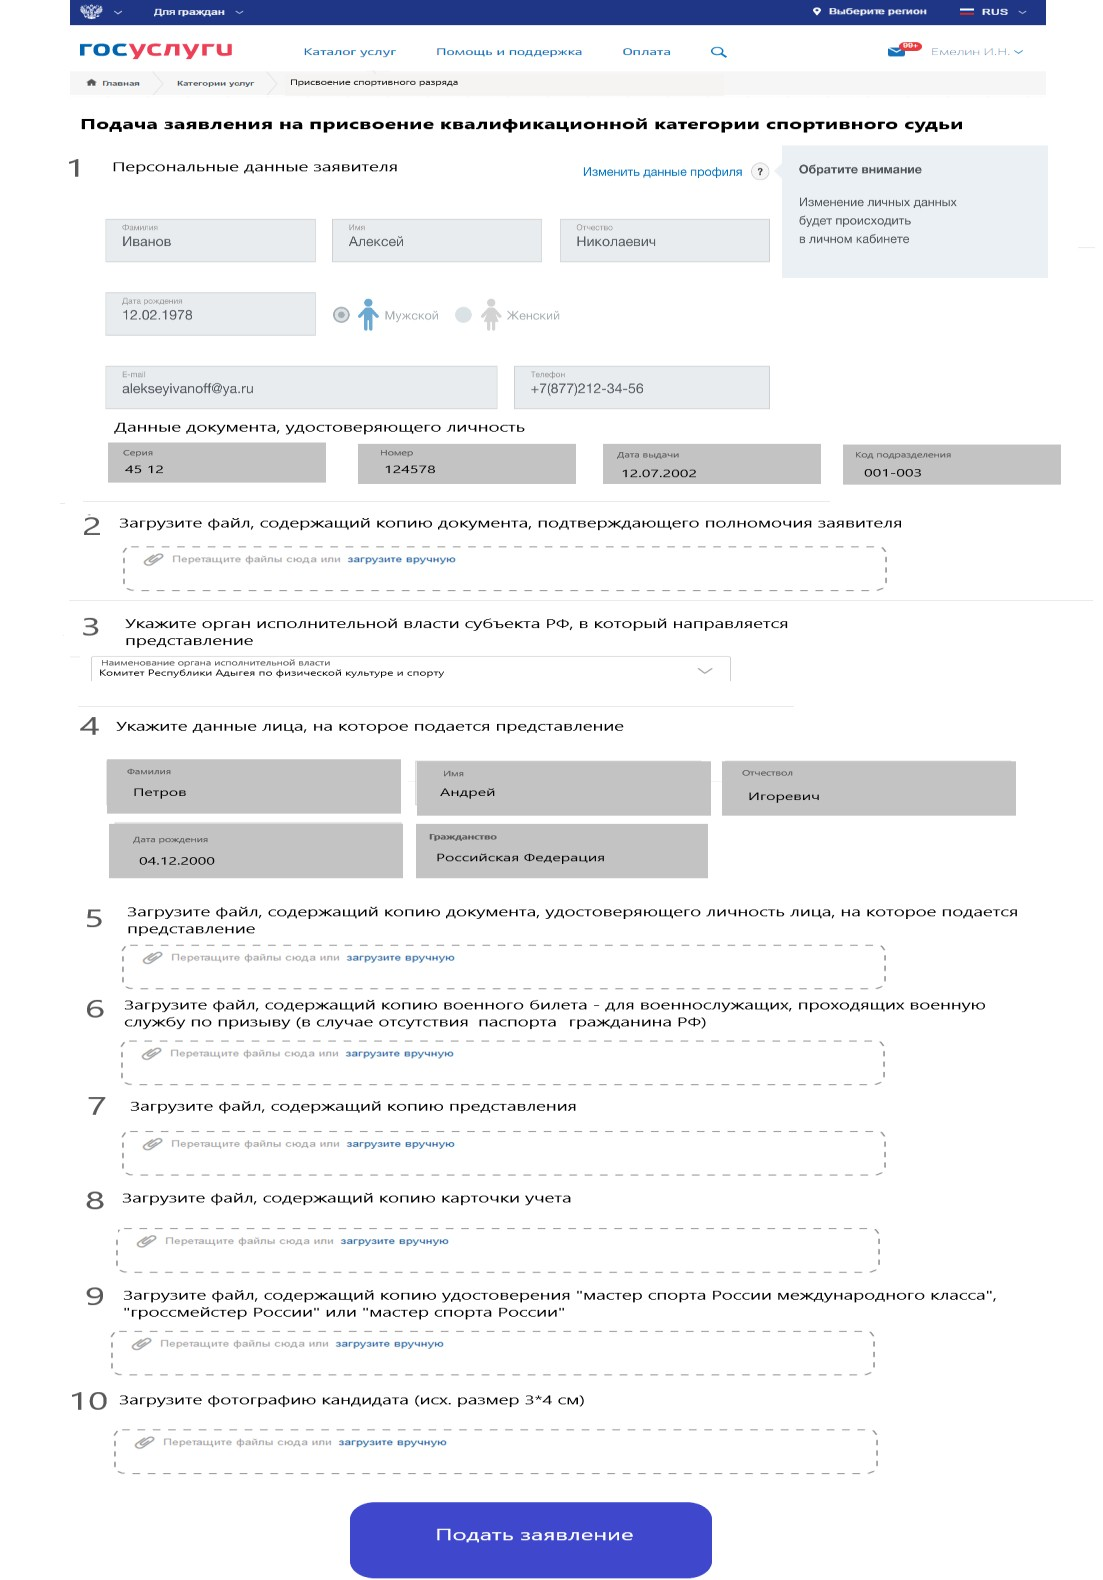 Для граждан
Выберите регион
RUS
госуслуги
Каталог услуг
Помощь и поддержка
Оплата
99+
Емелин И.Н.
Главная
Категории услуг
Присвоение спортивного разряда
Подача заявления на присвоение квалификационной категории спортивного судьи
1
Персональные данные заявителя
Изменить данные профиля
?
Обратите внимание
Изменение личных данных
будет происходить
в личном кабинете
Фамилия
Иванов
Имя
Алексей
Отчество
Николаевич
Дата рождения
12.02.1978
Мужской
Женский
E-mail
alekseyivanoff@ya.ru
Телефон
+7(877)212-34-56
Данные документа, удостоверяющего личность
Серия
45 12
Номер
124578
Дата выдачи
12.07.2002
Код подразделения
001-003
2
Загрузите файл, содержащий копию документа, подтверждающего полномочия заявителя
Перетащите файлы сюда или загрузите вручную
3
Укажите орган исполнительной власти субъекта РФ, в который направляется
представление
Наименование органа исполнительной власти
Комитет Республики Адыгея по физической культуре и спорту
4
Укажите данные лица, на которое подается представление
Фамилия
Петров
Имя
Андрей
Отчествол
Игоревич
Дата рождения
04.12.2000
Гражданство
Российская Федерация
5
Загрузите файл, содержащий копию документа, удостоверяющего личность лица, на которое подается
представление
Перетащите файлы сюда или загрузите вручную
6
Загрузите файл, содержащий копию военного билета - для военнослужащих, проходящих военную
службу по призыву (в случае отсутствия паспорта гражданина РФ)
Перетащите файлы сюда или загрузите вручную
7
Загрузите файл, содержащий копию представления
Перетащите файлы сюда или загрузите вручную
8
Загрузите файл, содержащий копию карточки учета
Перетащите файлы сюда или загрузите вручную
9
Загрузите файл, содержащий копию удостоверения "мастер спорта России международного класса",
"гроссмейстер России" или "мастер спорта России"
Перетащите файлы сюда или загрузите вручную
10
Загрузите фотографию кандидата (исх. размер 3*4 см)
Перетащите файлы сюда или загрузите вручную
Подать заявление